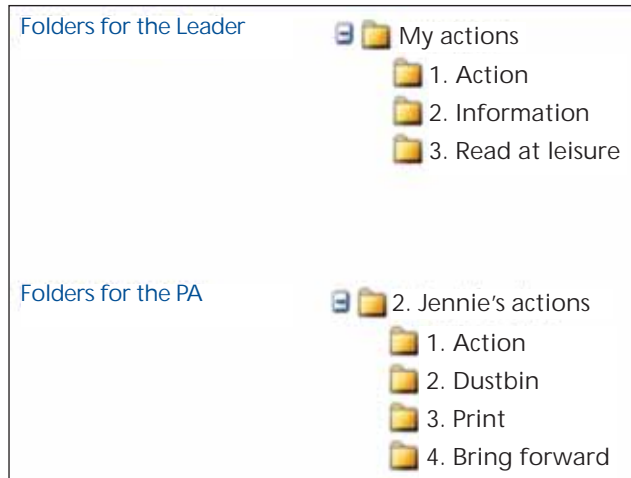 Folders for the Leader
My actions
1. Action
2. Information
3. Read at leisure
Folders for the PA
2. Jennie's actions
1. Action
2. Dustbin
3. Print
4. Bring forward